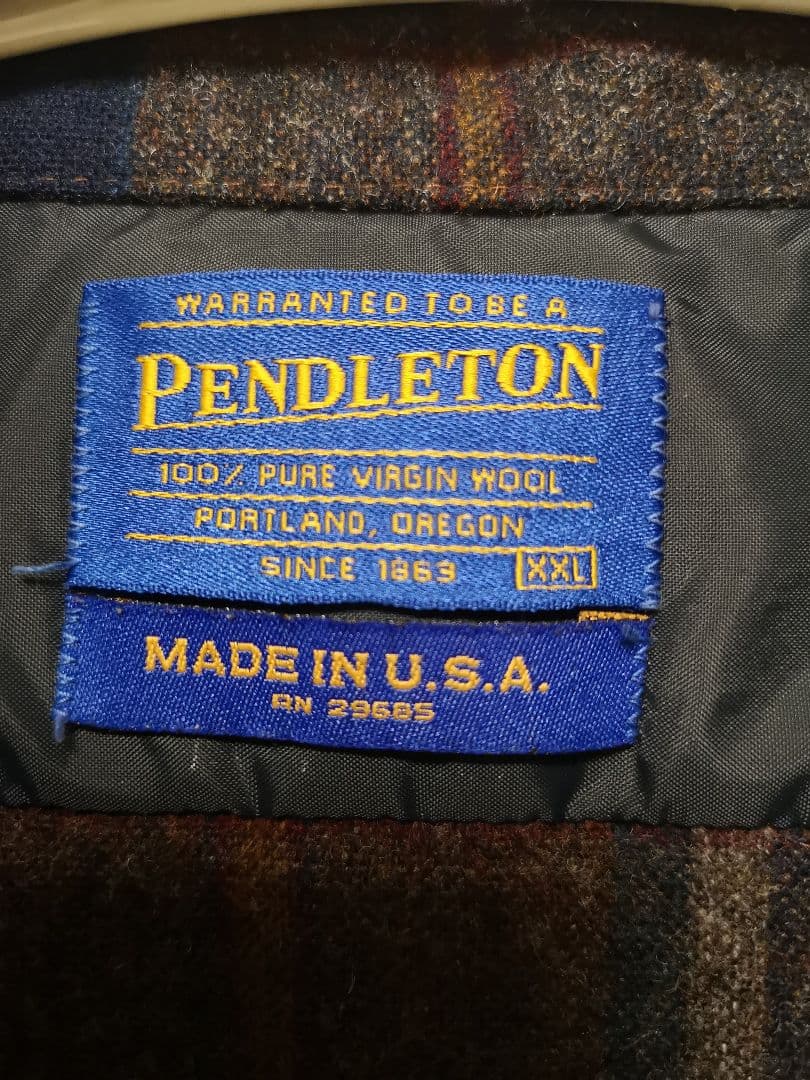 WARRANTED TO BE A
PENDLETON
100% PURE VIRGIN WOOL
PORTLAND, OREGON
SINCE 1863 XXL
MADE IN U.S.A.
RN 29685